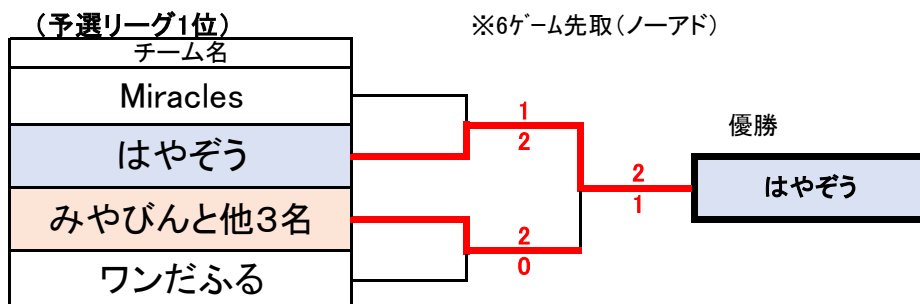 (予選リーグ1位)
※6ゲーム先取(ノーアド)
チーム名
Miracles
はやぞう
みやびんと他3名
ワンだふる
1
2
2
0
2
1
優勝
はやぞう